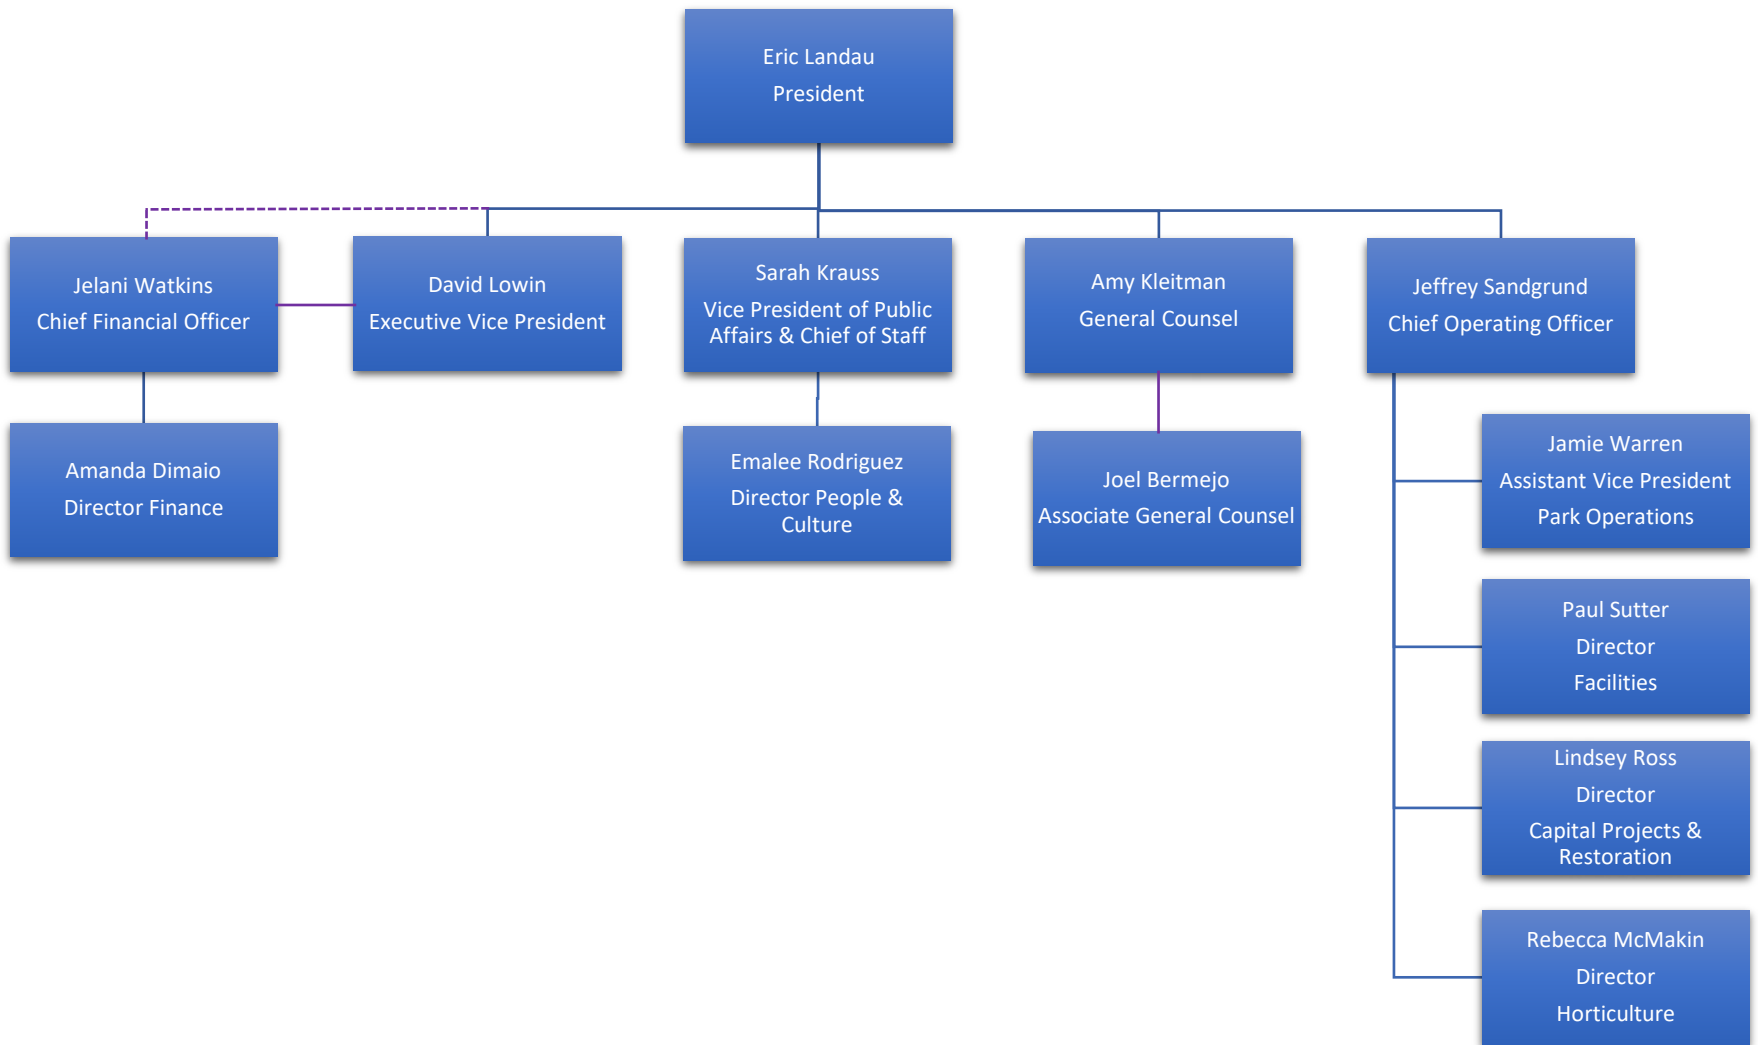 Eric Landau
President
Jelani Watkins
Chief Financial Officer
David Lowin
Executive Vice President
Sarah Krauss
Vice President of Public
Affairs & Chief of Staff
Amy Kleitman
General Counsel
Jeffrey Sandgrund
Chief Operating Officer
Amanda Dimaio
Director Finance
Emalee Rodriguez
Director People &
Culture
Joel Bermejo
Associate General Counsel
Jamie Warren
Assistant Vice President
Park Operations
Paul Sutter
Director
Facilities
Lindsey Ross
Director
Capital Projects &
Restoration
Rebecca McMakin
Director
Horticulture